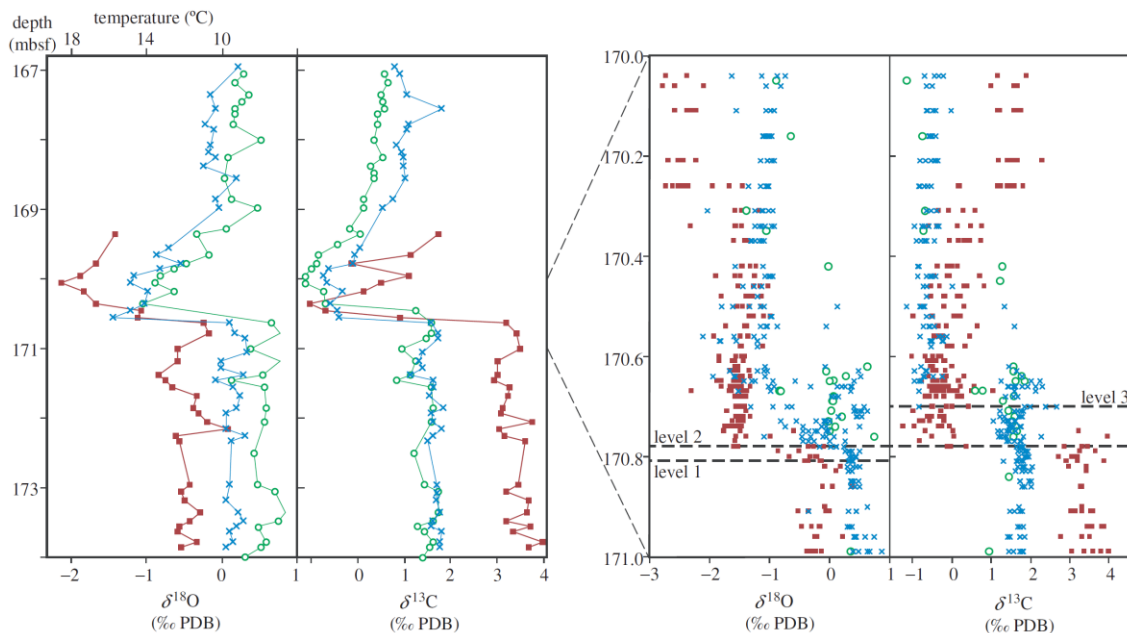 depth
(mbsf)
temperature (ºC)
18 14 9
167
169
171
173
−2 −1 0 1
δ18O
(‰ PDB)
0 1 2 3 4
δ13C
(‰ PDB)
170.0
170.2
170.4
170.6
170.8
171.0
level 3
level 2
level 1
−3 −2 −1 0 1
δ18O
(‰ PDB)
−1 0 1 2 3 4
δ13C
(‰ PDB)